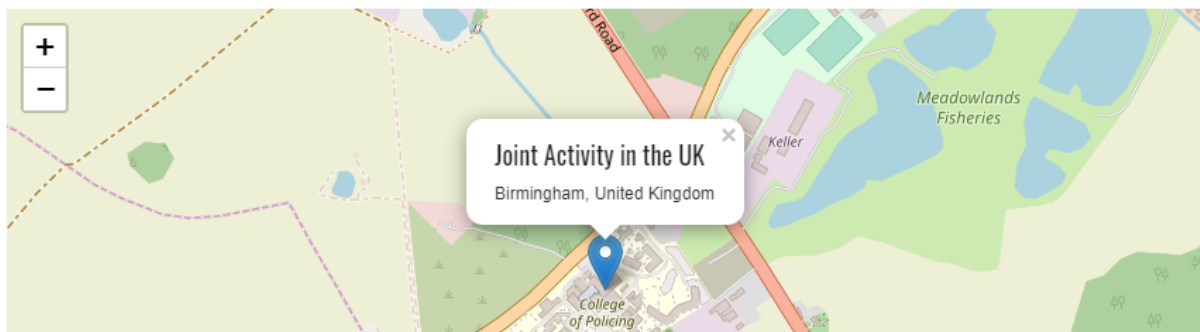 +
−
rd Road
Meadowlands
Fisheries
Keller
×
Joint Activity in the UK
Birmingham, United Kingdom
College
of Policing